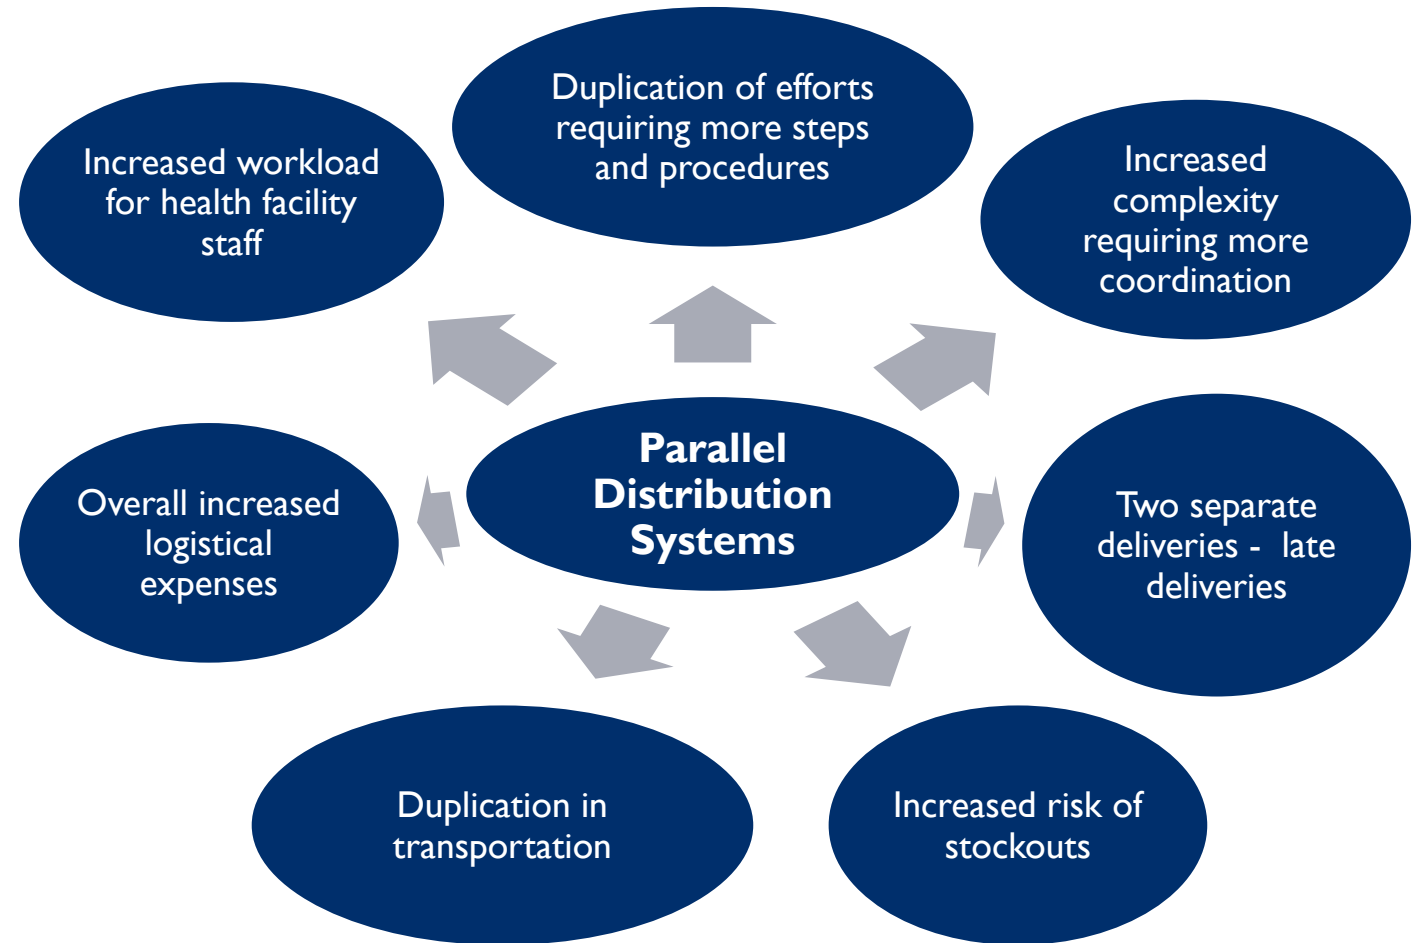 Duplication of efforts
requiring more steps
and procedures
Increased workload
for health facility
staff
Increased
complexity
requiring more
coordination
Parallel
Distribution
Systems
Overall increased
logistical
expenses
Two separate
deliveries -  late
deliveries
Duplication in
transportation
Increased risk of
stockouts